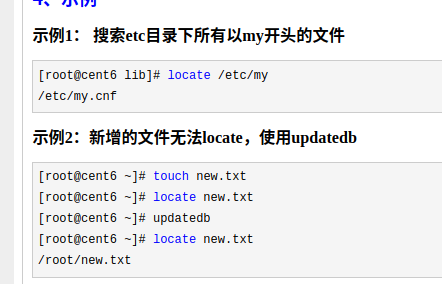 4、示例
示例1： 搜索etc目录下所有以my开头的文件
[root@cent6 lib]# locate /etc/my
/etc/my.cnf
示例2：新增的文件无法locate，使用updatedb
[root@cent6 ~]# touch new.txt
[root@cent6 ~]# locate new.txt
[root@cent6 ~]# updatedb
[root@cent6 ~]# locate new.txt
/root/new.txt